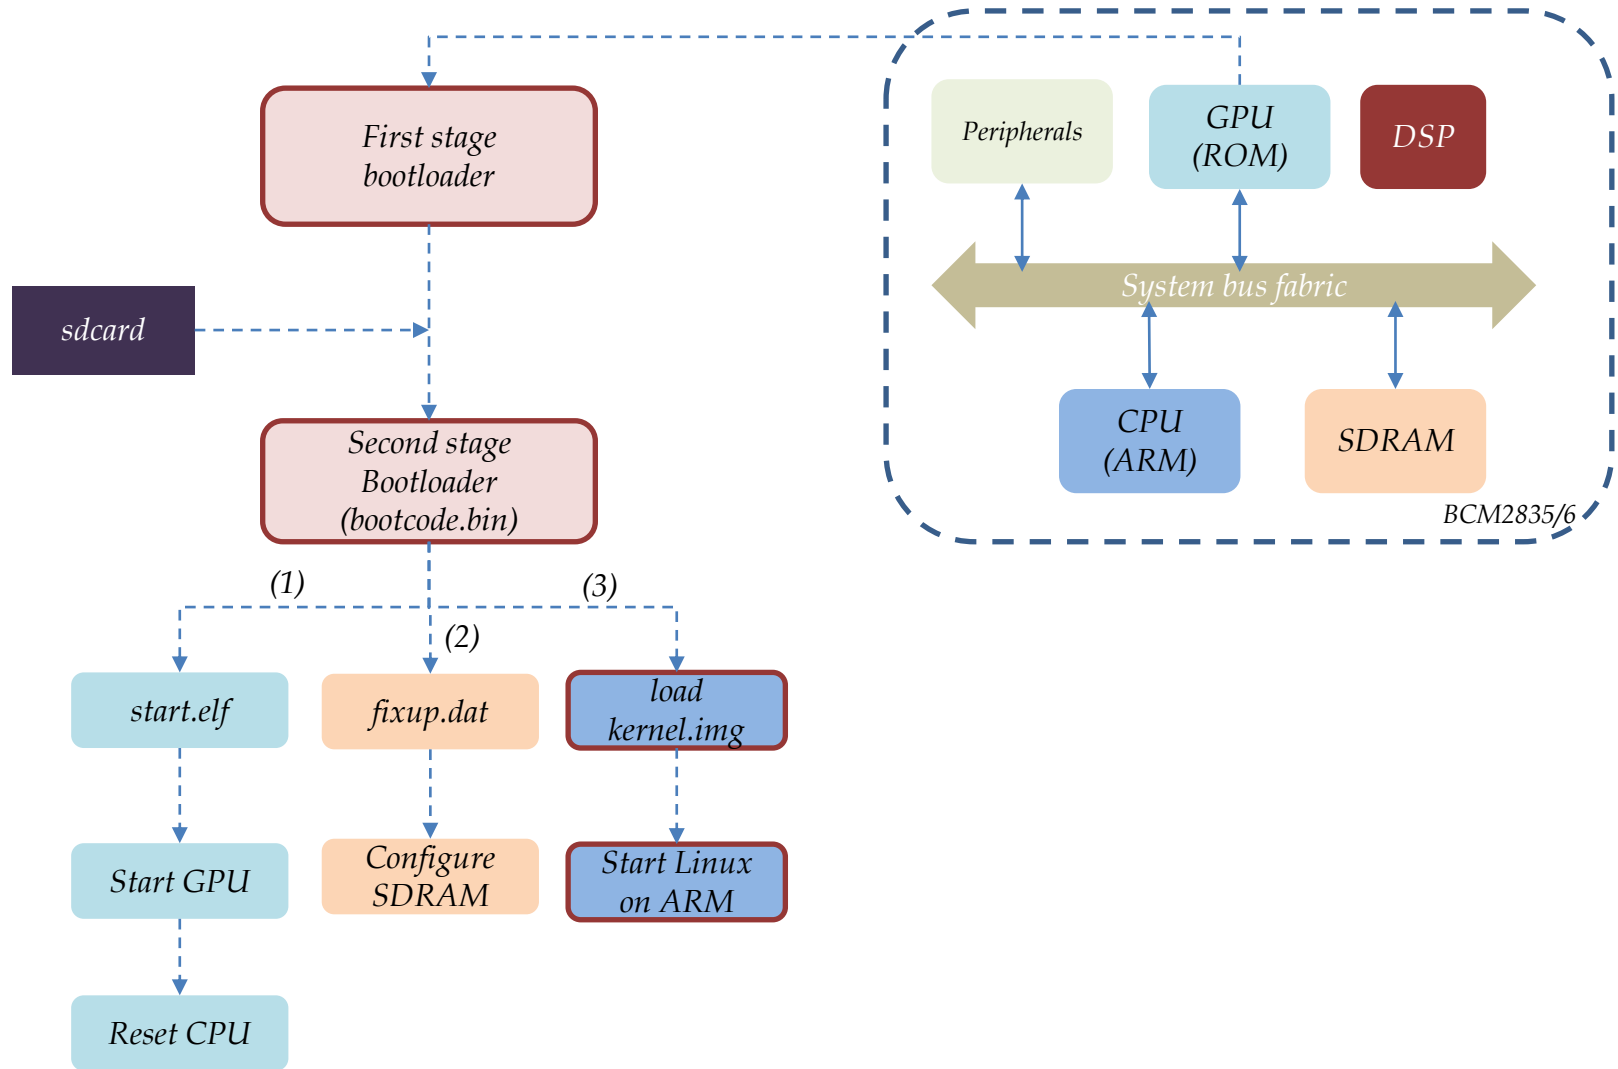 First stage
bootloader
sdcard
Second stage
Bootloader
(bootcode.bin)
(1)
(2)
(3)
start.elf
fixup.dat
load
kernel.img
Start GPU
Configure
SDRAM
Start Linux
on ARM
Reset CPU
Peripherals
GPU
(ROM)
DSP
System bus fabric
CPU
(ARM)
SDRAM
BCM2835/6